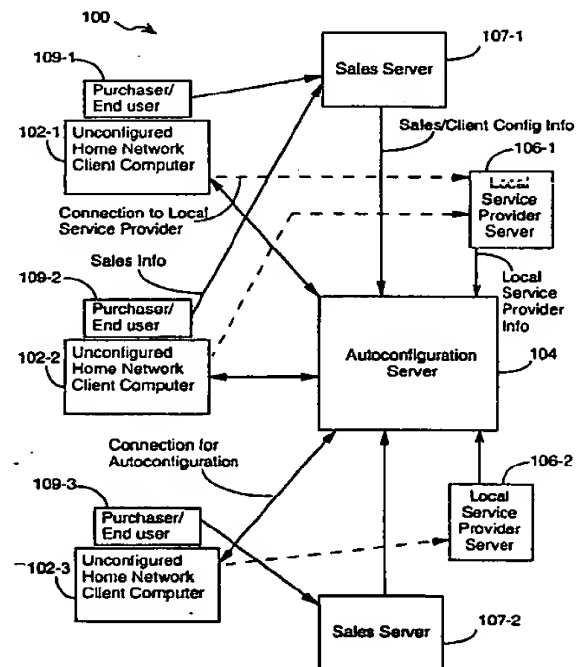 100
109-1
Purchaser/
End user
102-1
Unconfigured
Home Network
Client Computer
107-1
Sales Server
Sales/Client Config Info
106-1
Local
Service
Provider
Server
Connection to Local
Service Provider
Sales Info
Local
Service
Provider
Info
109-2
Purchaser/
End user
102-2
Unconfigured
Home Network
Client Computer
Autoconfiguration
Server
104
Connection for
Autoconfiguration
106-2
Local
Service
Provider
Server
109-3
Purchaser/
End user
102-3
Unconfigured
Home Network
Client Computer
Sales Server
107-2